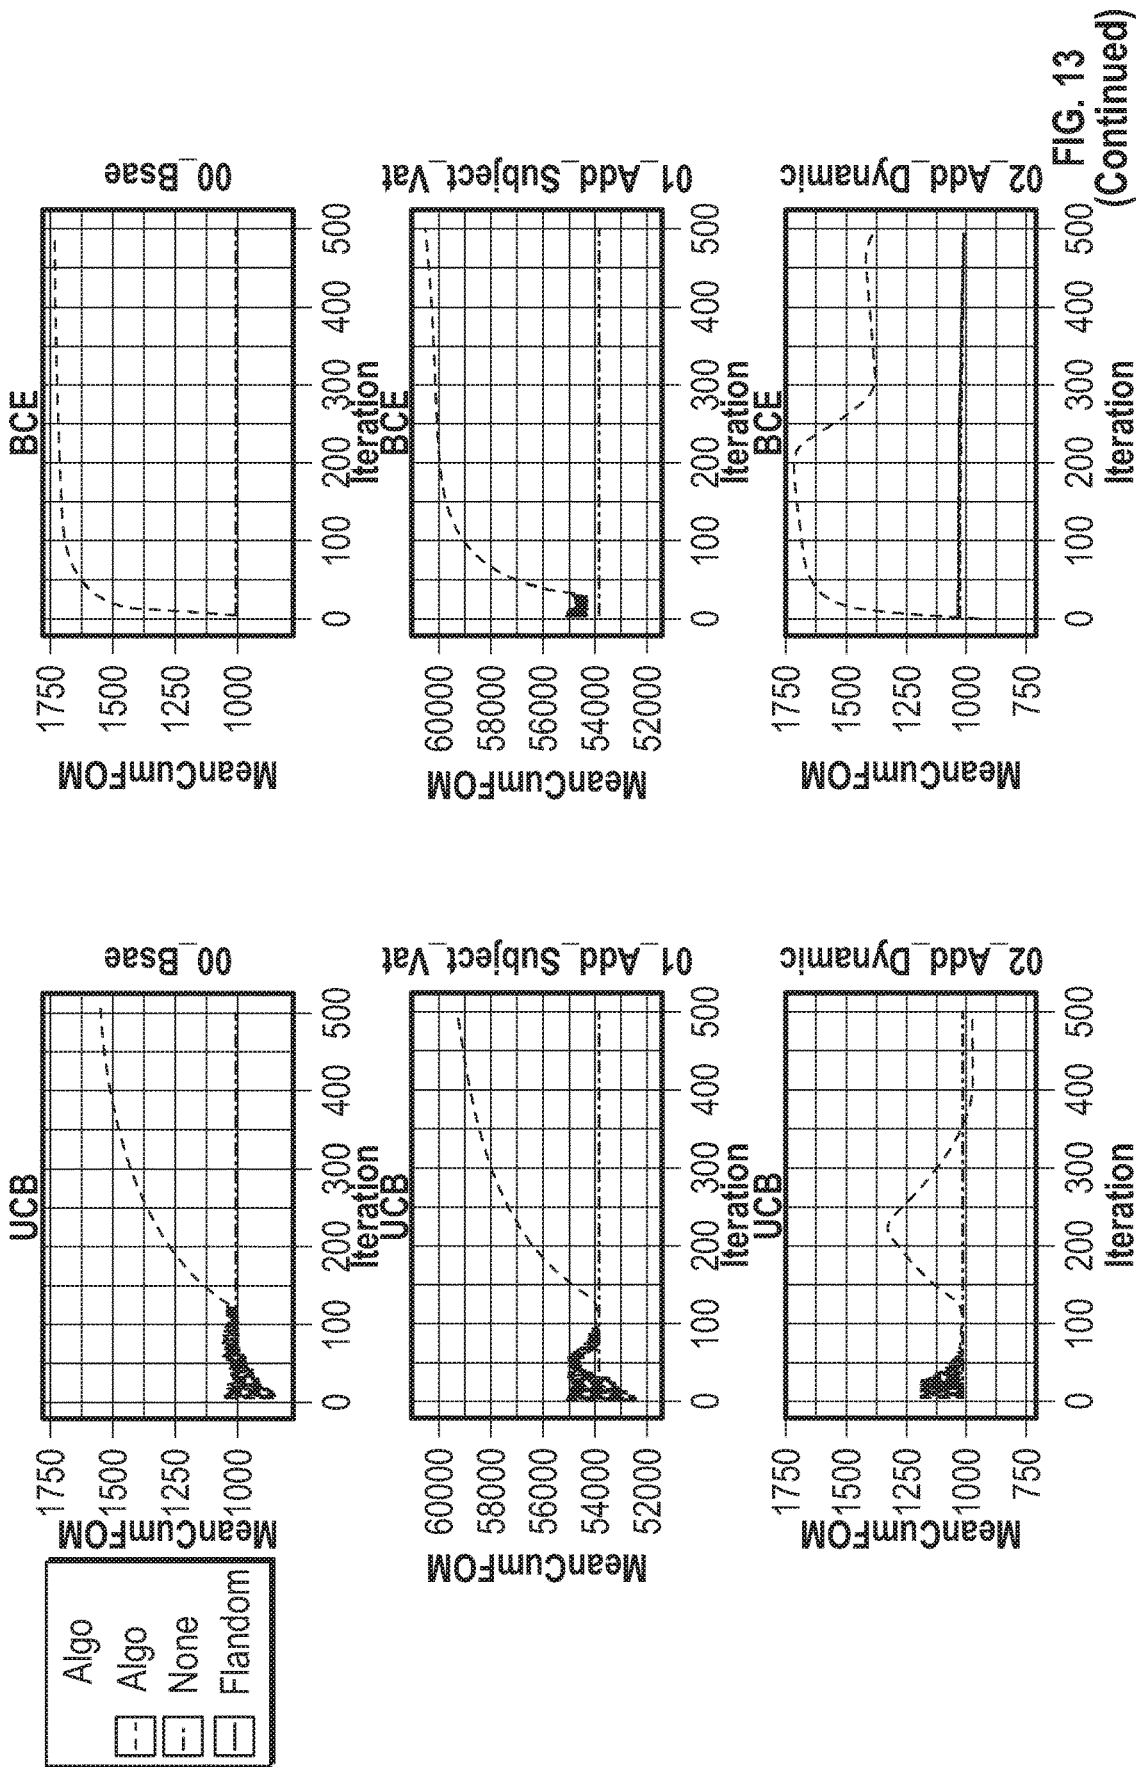 Algo
Algo
None
Flandom
UCB
MeanCumFOM
1750
1500
1250
1000
0
100
200
300
400
500
Iteration
00_Bsae
BCE
MeanCumFOM
1750
1500
1250
1000
0
100
200
300
400
500
Iteration
00_Bsae
UCB
MeanCumFOM
60000
58000
56000
54000
52000
0
100
200
300
400
500
Iteration
01_Add_Subject_Vat
BCE
MeanCumFOM
60000
58000
56000
54000
52000
0
100
200
300
400
500
Iteration
01_Add_Subject_Vat
UCB
MeanCumFOM
1750
1500
1250
1000
750
0
100
200
300
400
500
Iteration
02_Add_Dynamic
BCE
MeanCumFOM
1750
1500
1250
1000
750
0
100
200
300
400
500
Iteration
02_Add_Dynamic
FIG. 13
(Continued)